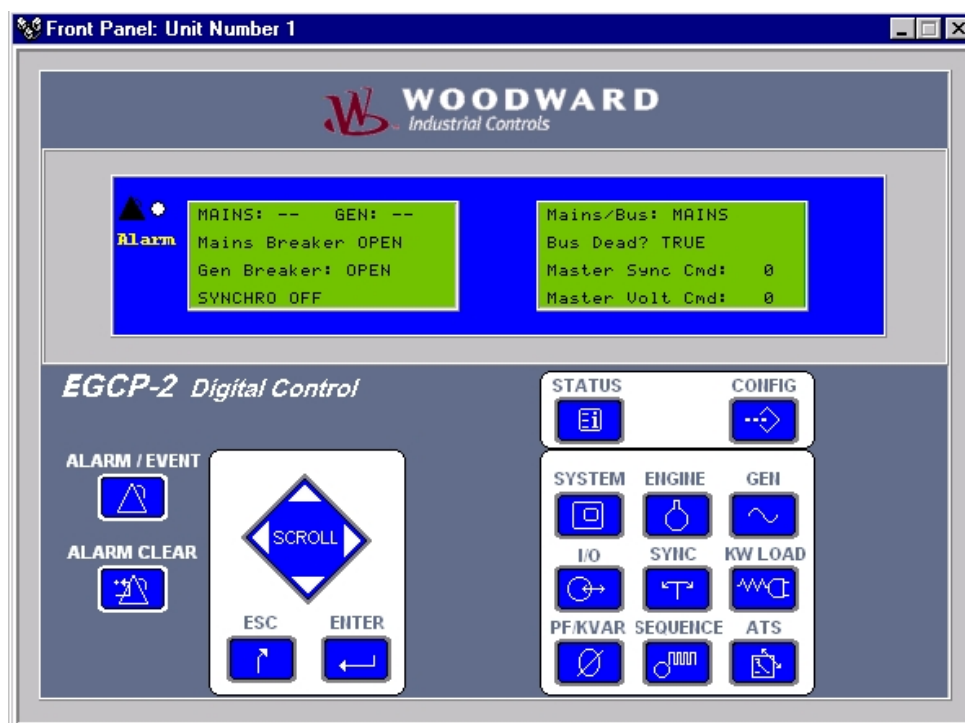 Front Panel: Unit Number 1
WOODWARD
Industrial Controls
Alarm
MAINS: -- GEN: --
Mains Breaker OPEN
Gen Breaker: OPEN
SYNCHRO OFF
Mains/Bus: MAINS
Bus Dead? TRUE
Master Sync Cmd: 0
Master Volt Cmd: 0
EGCP-2 Digital Control
STATUS
CONFIG
ALARM / EVENT
ALARM CLEAR
SCROLL
ESC
ENTER
SYSTEM
ENGINE
GEN
I/O
SYNC
KW LOAD
PF/KVAR
SEQUENCE
ATS